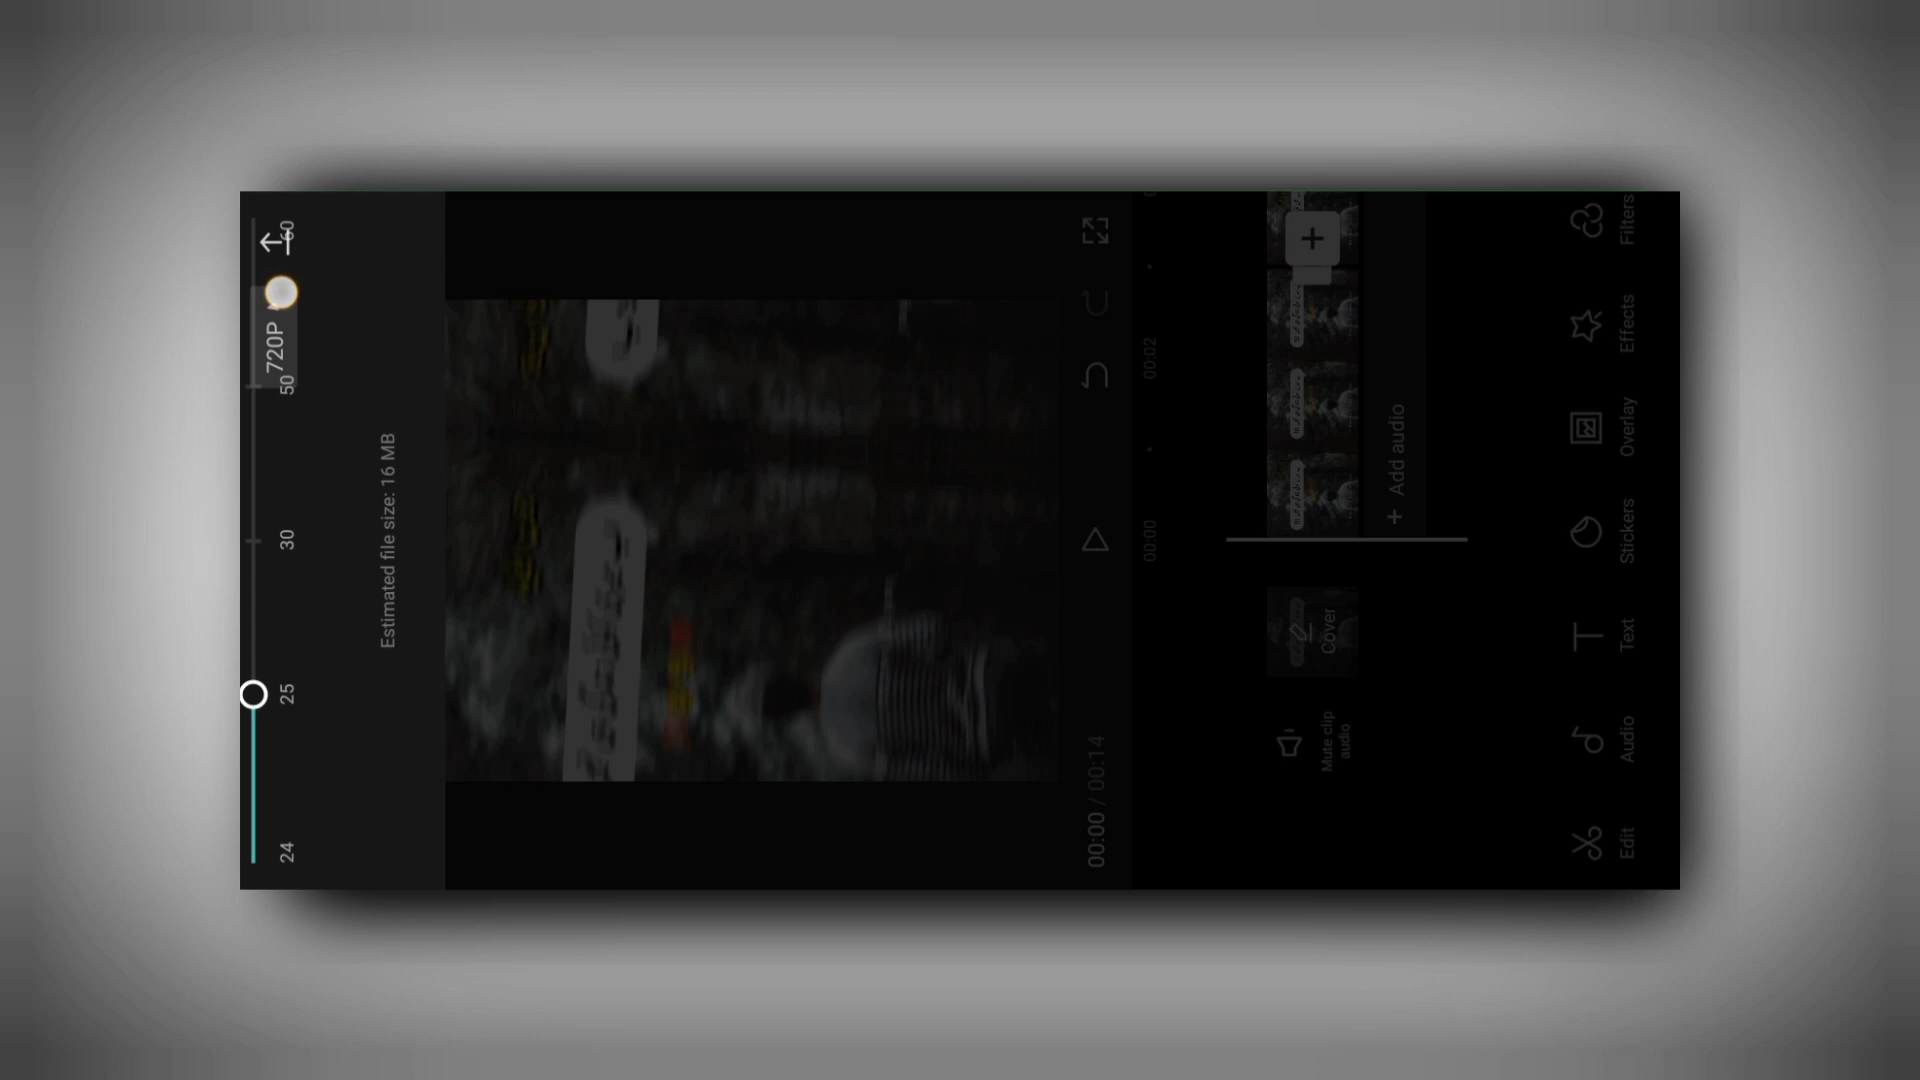 720P
24 25 30 50 60
Estimated file size: 16 MB
00:00 / 00:14
00:00 00:02
Mute clip
audio
Cover
+ Add audio
Edit Audio Text Stickers Overlay Effects Filters